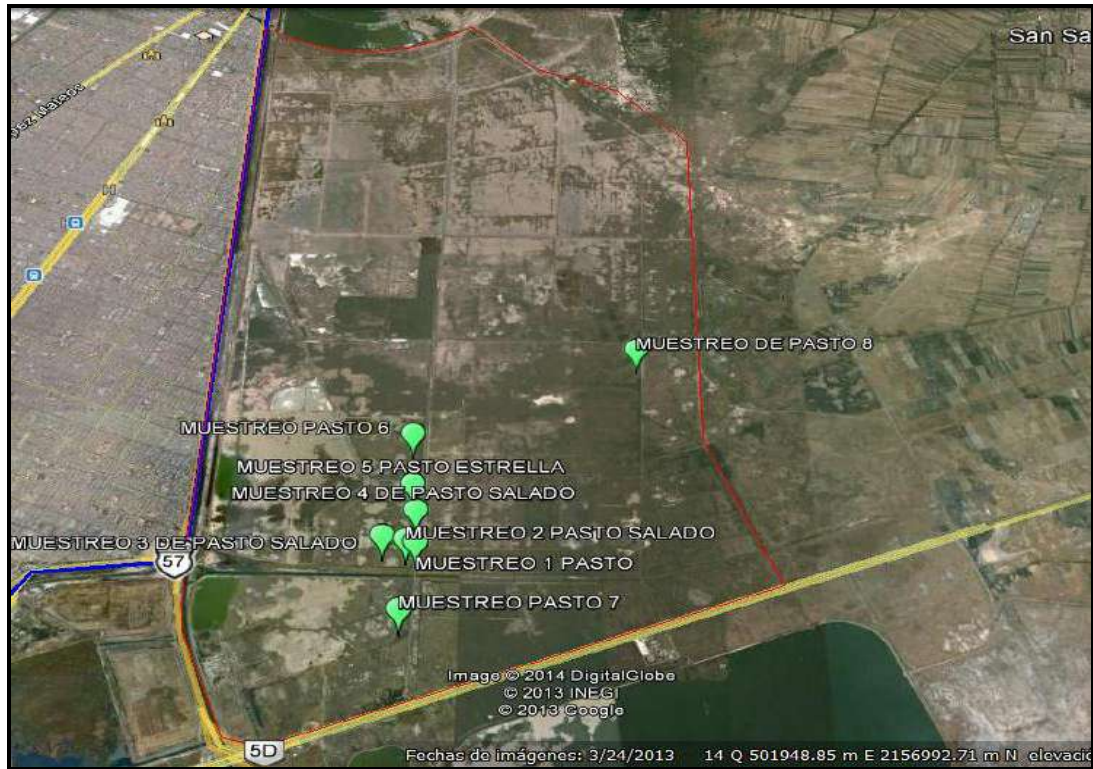 San Sa
MUESTREO DE PASTO 8
MUESTREO PASTO 6
MUESTREO 5 PASTO ESTRELLA
MUESTREO 4 DE PASTO SALADO
MUESTREO 2 PASTO SALADO
MUESTREO 3 DE PASTO SALADO
57
MUESTREO 1 PASTO
MUESTREO PASTO 7
Image © 2014 DigitalGlobe
© 2013 INEGI
© 2013 Google
5D
Fechas de imágenes: 3/24/2013 14 Q 501948.85 m E 2156992.71 m N elevació